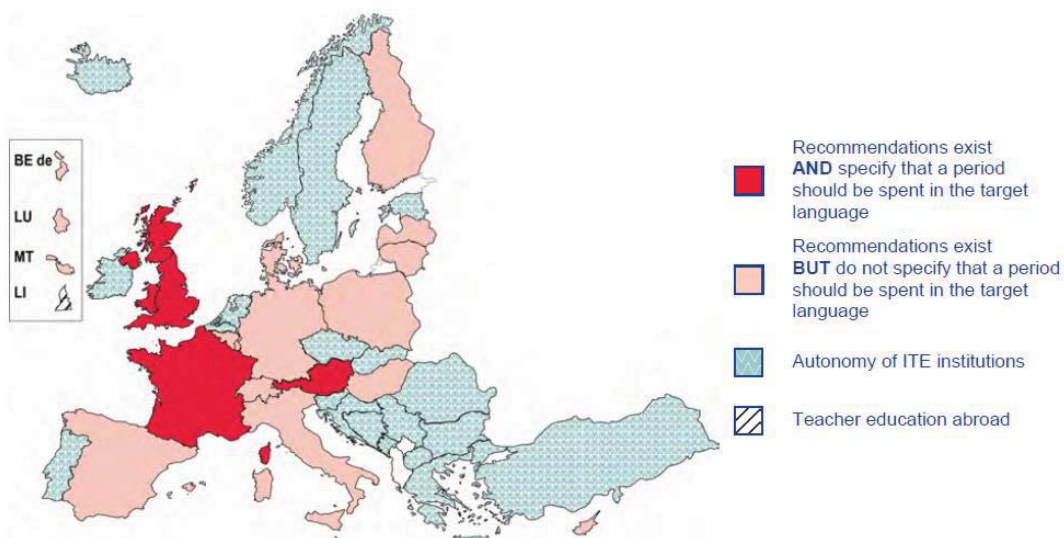 BE de
LU
MT
LI
Recommendations exist
AND specify that a period
should be spent in the target
language
Recommendations exist
BUT do not specify that a period
should be spent in the target
language
Autonomy of ITE institutions
Teacher education abroad